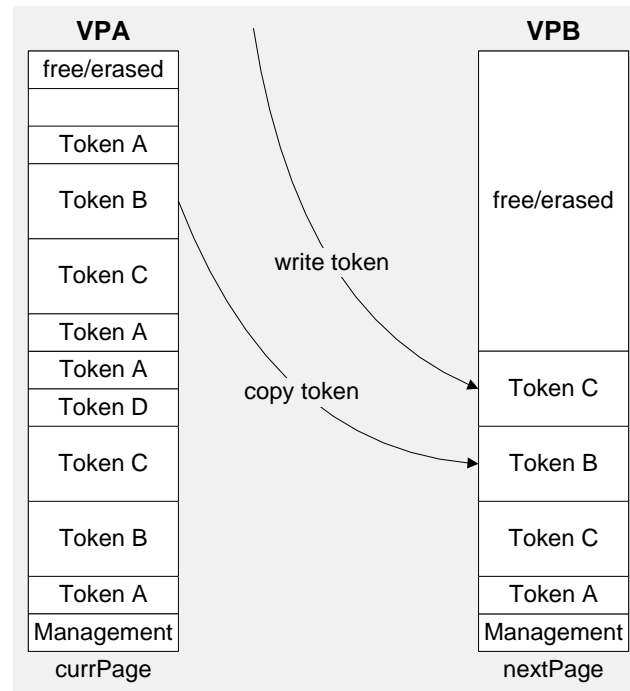 VPA
free/erased
Token A
Token B
Token C
Token A
Token A
Token D
Token C
Token B
Token A
Management
currPage
write token
copy token
VPB
free/erased
Token C
Token B
Token C
Token A
Management
nextPage